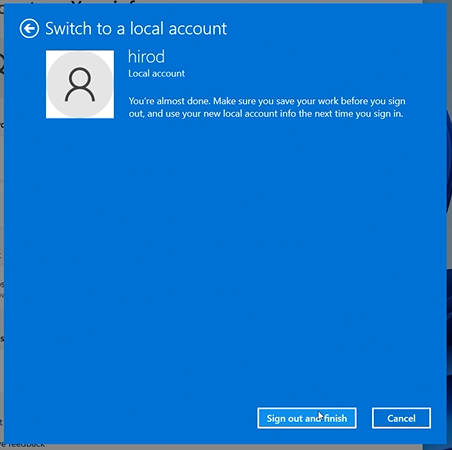 Switch to a local account
hirod
Local account
You're almost done. Make sure you save your work before you sign
out, and use your new local account info the next time you sign in.
Sign out and finish
Cancel
feedback